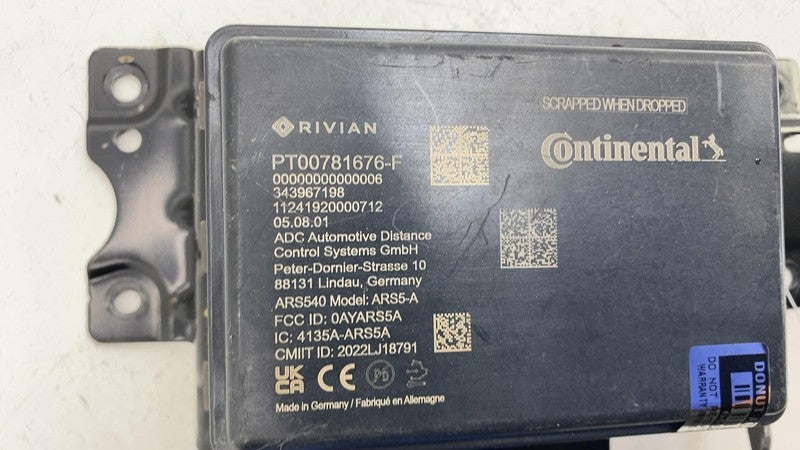 SCRAPPED WHEN DROPPED
RIVIAN
Continental
PT00781676-F
00000000000006
343967198
11241920000712
05.08.01
ADC Automotive Distance
Control Systems GmbH
Peter-Dornier-Strasse 10
88131 Lindau, Germany
ARS540 Model: ARS5-A
FCC ID: 0AYARS5A
IC: 4135A-ARS5A
CMIIT ID: 2022LJ18791
UK
CA CE
Made in Germany / Fabriqué en Allemagne
DO NOT
WARRANTY